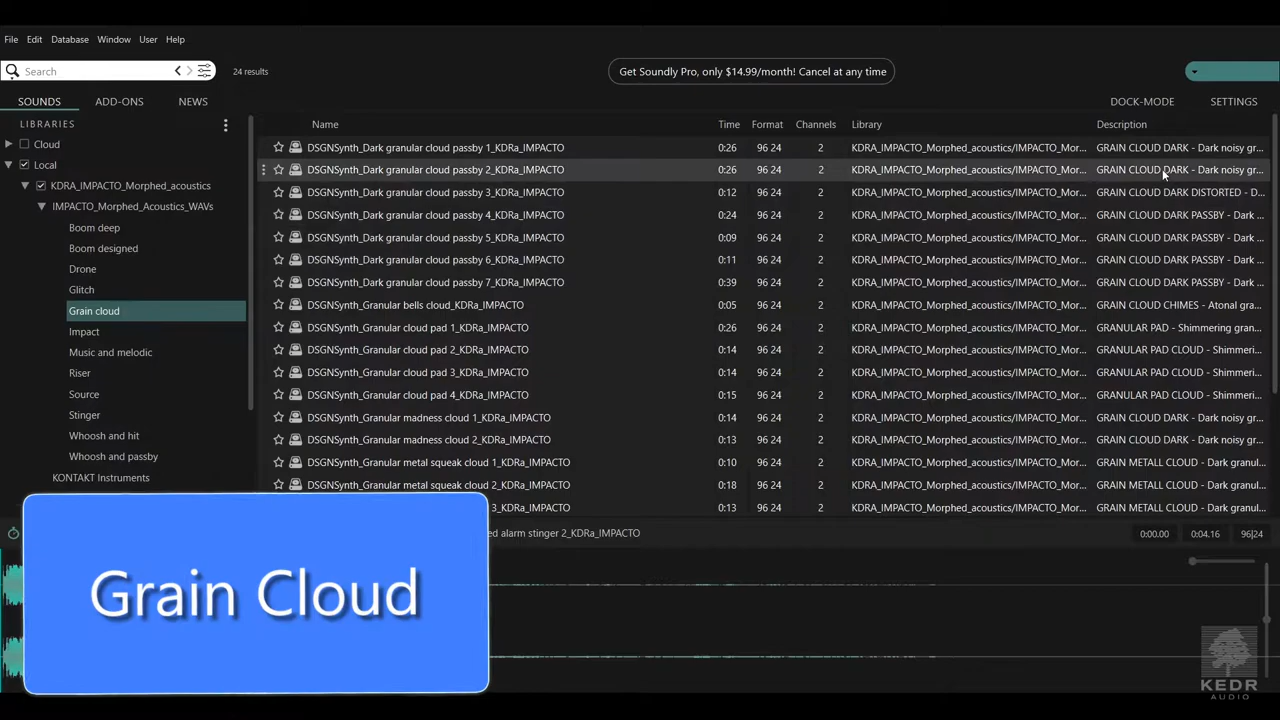 File Edit Database Window User Help
Search 24 results Get Soundly Pro, only $14.99/month! Cancel at any time
SOUNDS ADD-ONS NEWS DOCK-MODE SETTINGS
LIBRARIES
Cloud
Local
KDRA_IMPACTO_Morphed_acoustics
IMPACTO_Morphed_Acoustics_WAVs
Boom deep
Boom designed
Drone
Glitch
Grain cloud
Impact
Music and melodic
Riser
Source
Stinger
Whoosh and hit
Whoosh and passby
KONTAKT Instruments
Name Time Format Channels Library Description
DSGNSynth_Dark granular cloud passby 1_KDRa_IMPACTO 0:26 96 24 2 KDRA_IMPACTO_Morphed_acoustics/IMPACTO_Mor... GRAIN CLOUD DARK - Dark noisy gr...
DSGNSynth_Dark granular cloud passby 2_KDRa_IMPACTO 0:26 96 24 2 KDRA_IMPACTO_Morphed_acoustics/IMPACTO_Mor... GRAIN CLOUD DARK - Dark noisy gr...
DSGNSynth_Dark granular cloud passby 3_KDRa_IMPACTO 0:12 96 24 2 KDRA_IMPACTO_Morphed_acoustics/IMPACTO_Mor... GRAIN CLOUD DARK DISTORTED - D...
DSGNSynth_Dark granular cloud passby 4_KDRa_IMPACTO 0:24 96 24 2 KDRA_IMPACTO_Morphed_acoustics/IMPACTO_Mor... GRAIN CLOUD DARK PASSBY - Dark ...
DSGNSynth_Dark granular cloud passby 5_KDRa_IMPACTO 0:09 96 24 2 KDRA_IMPACTO_Morphed_acoustics/IMPACTO_Mor... GRAIN CLOUD DARK PASSBY - Dark ...
DSGNSynth_Dark granular cloud passby 6_KDRa_IMPACTO 0:11 96 24 2 KDRA_IMPACTO_Morphed_acoustics/IMPACTO_Mor... GRAIN CLOUD DARK PASSBY - Dark ...
DSGNSynth_Dark granular cloud passby 7_KDRa_IMPACTO 0:39 96 24 2 KDRA_IMPACTO_Morphed_acoustics/IMPACTO_Mor... GRAIN CLOUD DARK PASSBY - Dark ...
DSGNSynth_Granular bells cloud_KDRa_IMPACTO 0:05 96 24 2 KDRA_IMPACTO_Morphed_acoustics/IMPACTO_Mor... GRAIN CLOUD CHIMES - Atonal gra...
DSGNSynth_Granular cloud pad 1_KDRa_IMPACTO 0:26 96 24 2 KDRA_IMPACTO_Morphed_acoustics/IMPACTO_Mor... GRANULAR PAD - Shimmering gran...
DSGNSynth_Granular cloud pad 2_KDRa_IMPACTO 0:14 96 24 2 KDRA_IMPACTO_Morphed_acoustics/IMPACTO_Mor... GRANULAR PAD CLOUD - Shimmeri...
DSGNSynth_Granular cloud pad 3_KDRa_IMPACTO 0:14 96 24 2 KDRA_IMPACTO_Morphed_acoustics/IMPACTO_Mor... GRANULAR PAD CLOUD - Shimmeri...
DSGNSynth_Granular cloud pad 4_KDRa_IMPACTO 0:15 96 24 2 KDRA_IMPACTO_Morphed_acoustics/IMPACTO_Mor... GRANULAR PAD CLOUD - Shimmeri...
DSGNSynth_Granular madness cloud 1_KDRa_IMPACTO 0:14 96 24 2 KDRA_IMPACTO_Morphed_acoustics/IMPACTO_Mor... GRAIN CLOUD DARK - Dark noisy gr...
DSGNSynth_Granular madness cloud 2_KDRa_IMPACTO 0:13 96 24 2 KDRA_IMPACTO_Morphed_acoustics/IMPACTO_Mor... GRAIN CLOUD DARK - Dark noisy gr...
DSGNSynth_Granular metal squeak cloud 1_KDRa_IMPACTO 0:10 96 24 2 KDRA_IMPACTO_Morphed_acoustics/IMPACTO_Mor... GRAIN METALL CLOUD - Dark granul...
DSGNSynth_Granular metal squeak cloud 2_KDRa_IMPACTO 0:18 96 24 2 KDRA_IMPACTO_Morphed_acoustics/IMPACTO_Mor... GRAIN METALL CLOUD - Dark granul...
3_KDRa_IMPACTO 0:13 96 24 2 KDRA_IMPACTO_Morphed_acoustics/IMPACTO_Mor... GRAIN METALL CLOUD - Dark granul...
ed alarm stinger 2_KDRa_IMPACTO 0:00.00 0:04.16 96|24
Grain Cloud
KEDR
AUDIO